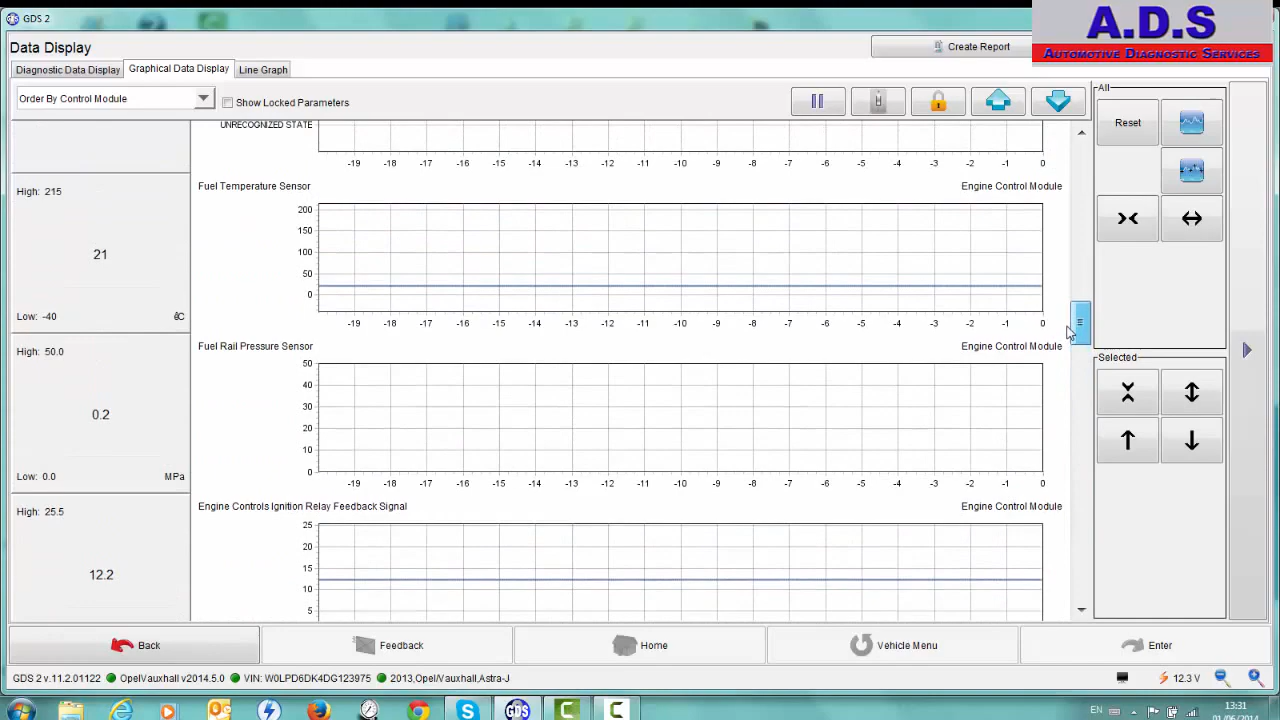 GDS 2
A.D.S
AUTOMOTIVE DIAGNOSTIC SERVICES
Data Display
Create Report
Diagnostic Data Display
Graphical Data Display
Line Graph
Order By Control Module
Show Locked Parameters
All
Reset
UNRECOGNIZED STATE
-19 -18 -17 -16 -15 -14 -13 -12 -11 -10 -9 -8 -7 -6 -5 -4 -3 -2 -1 0
Fuel Temperature Sensor
Engine Control Module
High: 215
21
Low: -40
êC
200
150
100
50
0
-19 -18 -17 -16 -15 -14 -13 -12 -11 -10 -9 -8 -7 -6 -5 -4 -3 -2 -1 0
Fuel Rail Pressure Sensor
Engine Control Module
High: 50.0
0.2
Low: 0.0
MPa
50
40
30
20
10
0
-19 -18 -17 -16 -15 -14 -13 -12 -11 -10 -9 -8 -7 -6 -5 -4 -3 -2 -1 0
Engine Controls Ignition Relay Feedback Signal
Engine Control Module
High: 25.5
12.2
25
20
15
10
5
Selected
Back
Feedback
Home
Vehicle Menu
Enter
GDS 2 v.11.2.01122
Opel/Vauxhall v2014.5.0
VIN: W0LPD6DK4DG123975
2013,Opel/Vauxhall,Astra-J
12.3 V
EN
13:31
01/06/2014